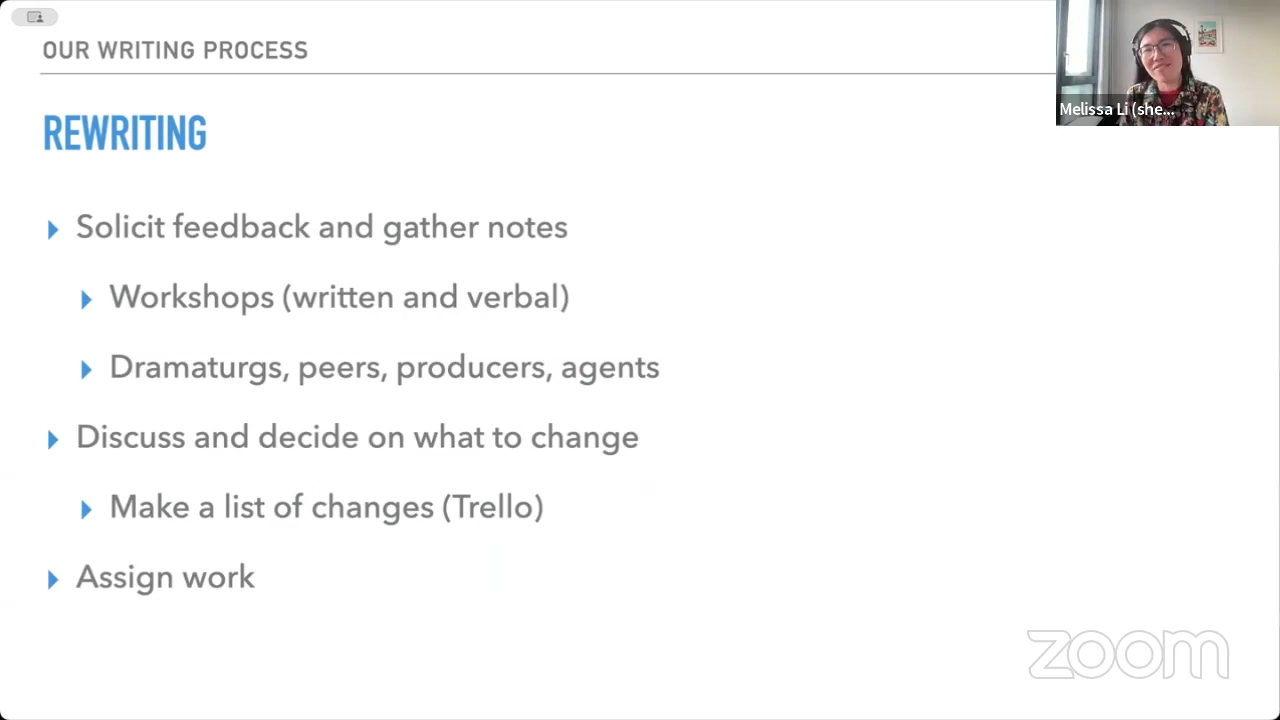 OUR WRITING PROCESS
Melissa Li (she...
REWRITING
Solicit feedback and gather notes
Workshops (written and verbal)
Dramaturgs, peers, producers, agents
Discuss and decide on what to change
Make a list of changes (Trello)
Assign work
zoom